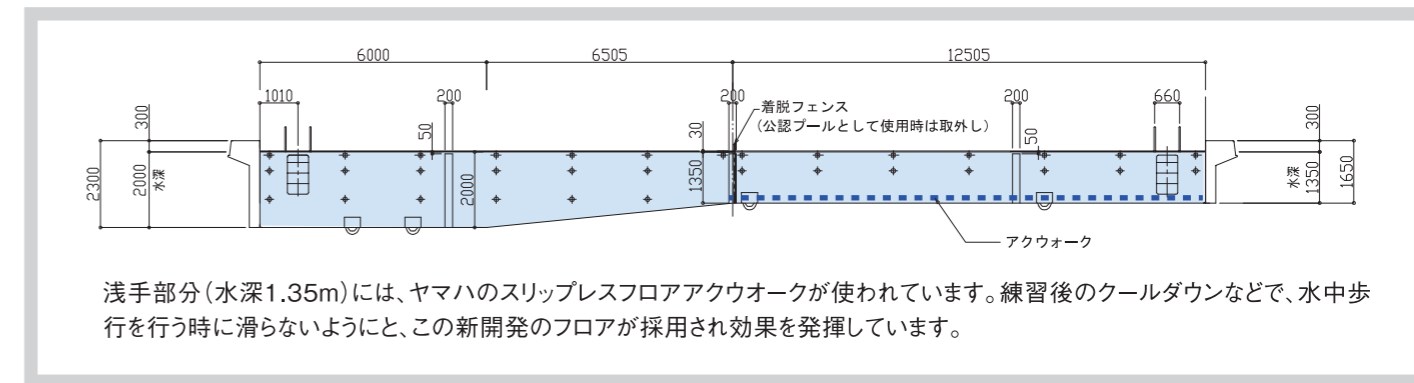 6000 6505 12505
1010 200 200 200 660
着脱フェンス
(公認プールとして使用時は取外し)
300 50 30 50 300
2300 2000 水深 2000 1350 水深 1350 1650
アクウォーク
浅手部分(水深1.35m)には、ヤマハのスリップレスフロアアクウオークが使われています。練習後のクールダウンなどで、水中歩
行を行う時に滑らないようにと、この新開発のフロアが採用され効果を発揮しています。